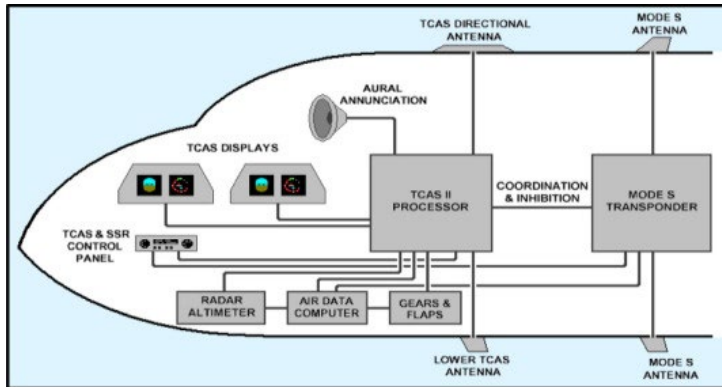 TCAS DIRECTIONAL
ANTENNA
MODE S
ANTENNA
AURAL
ANNUNCIATION
TCAS DISPLAYS
TCAS II
PROCESSOR
COORDINATION
& INHIBITION
MODE S
TRANSPONDER
TCAS & SSR
CONTROL
PANEL
RADAR
ALTIMETER
AIR DATA
COMPUTER
GEARS &
FLAPS
LOWER TCAS
ANTENNA
MODE S
ANTENNA